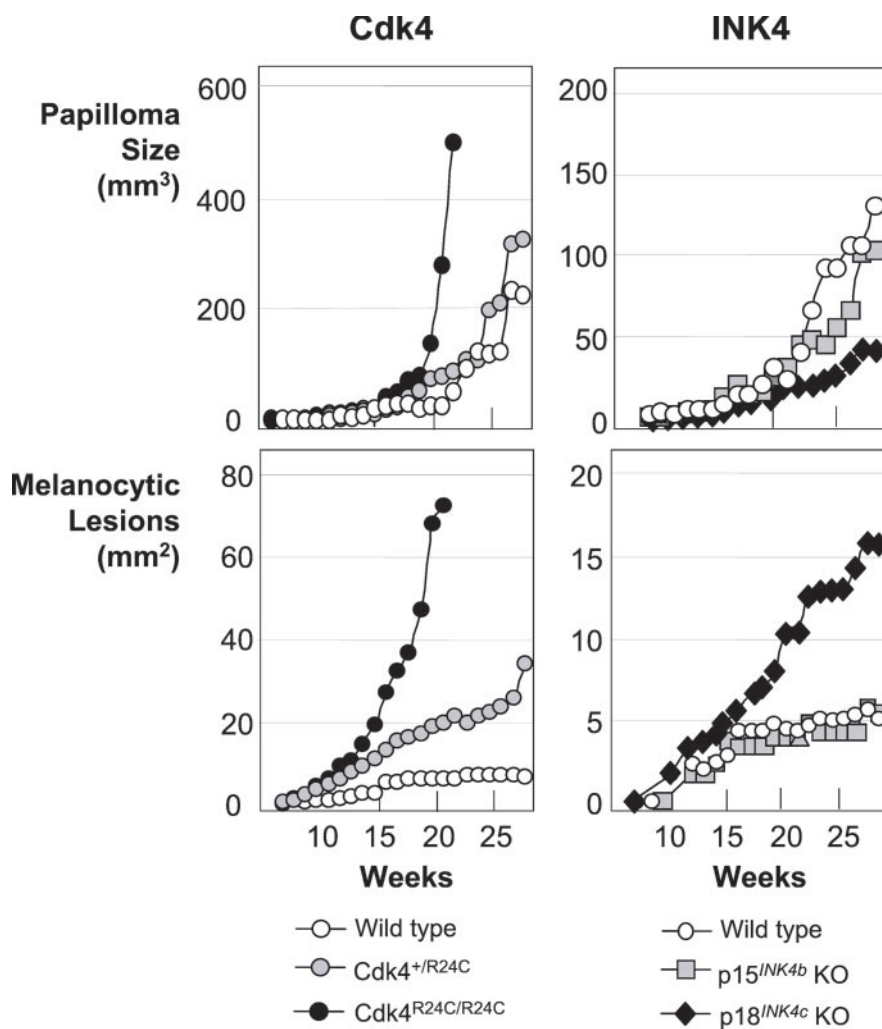 Cdk4
INK4
Papilloma
Size
(mm³)
600
400
200
0
200
150
100
50
0
Melanocytic
Lesions
(mm²)
80
60
40
20
0
20
15
10
5
0
10 15 20 25
10 15 20 25
Weeks
Weeks
Wild type
Cdk4+/R24C
Cdk4R24C/R24C
Wild type
p15INK4b KO
p18INK4c KO